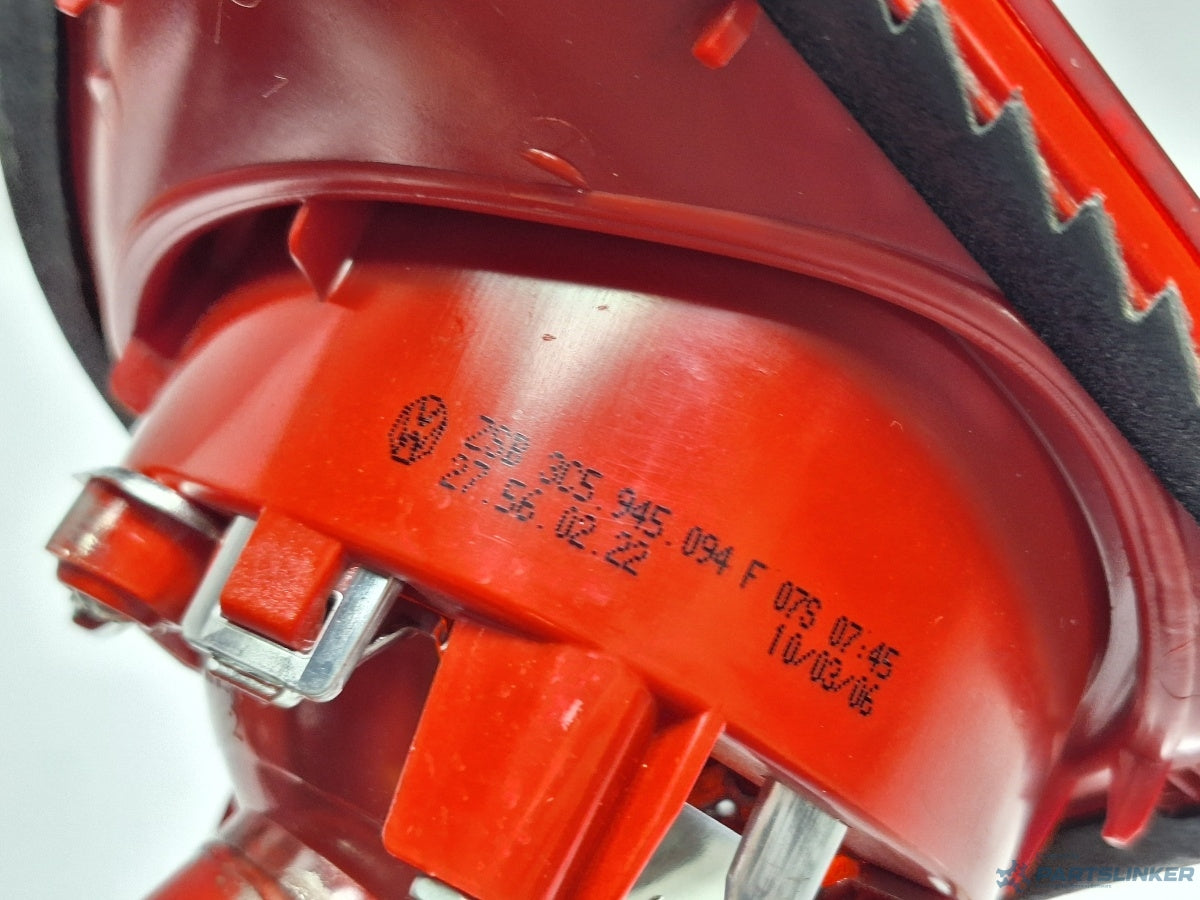 ZSB 3C5.945.094 F 07S 07:45
27.56.02.22 10/03/06
PARTSLINKER